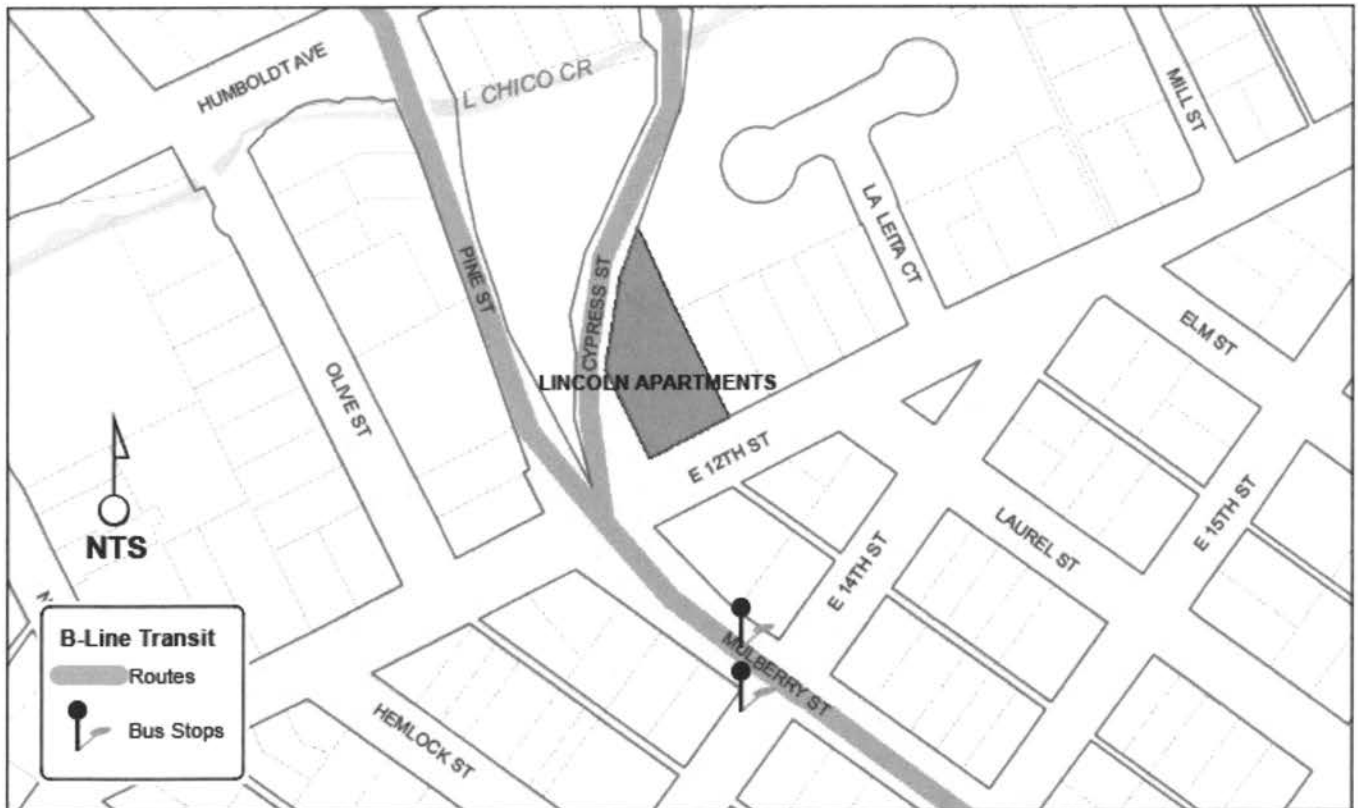 HUMBOLDT AVE
L CHICO CR
MILL ST
LA LEITA CT
PINE ST
CYPRESS ST
ELM ST
OLIVE ST
LINCOLN APARTMENTS
E 12TH ST
NTS
LAUREL ST
E 15TH ST
E 14TH ST
MULBERRY ST
HEMLOCK ST
B-Line Transit
Routes
Bus Stops